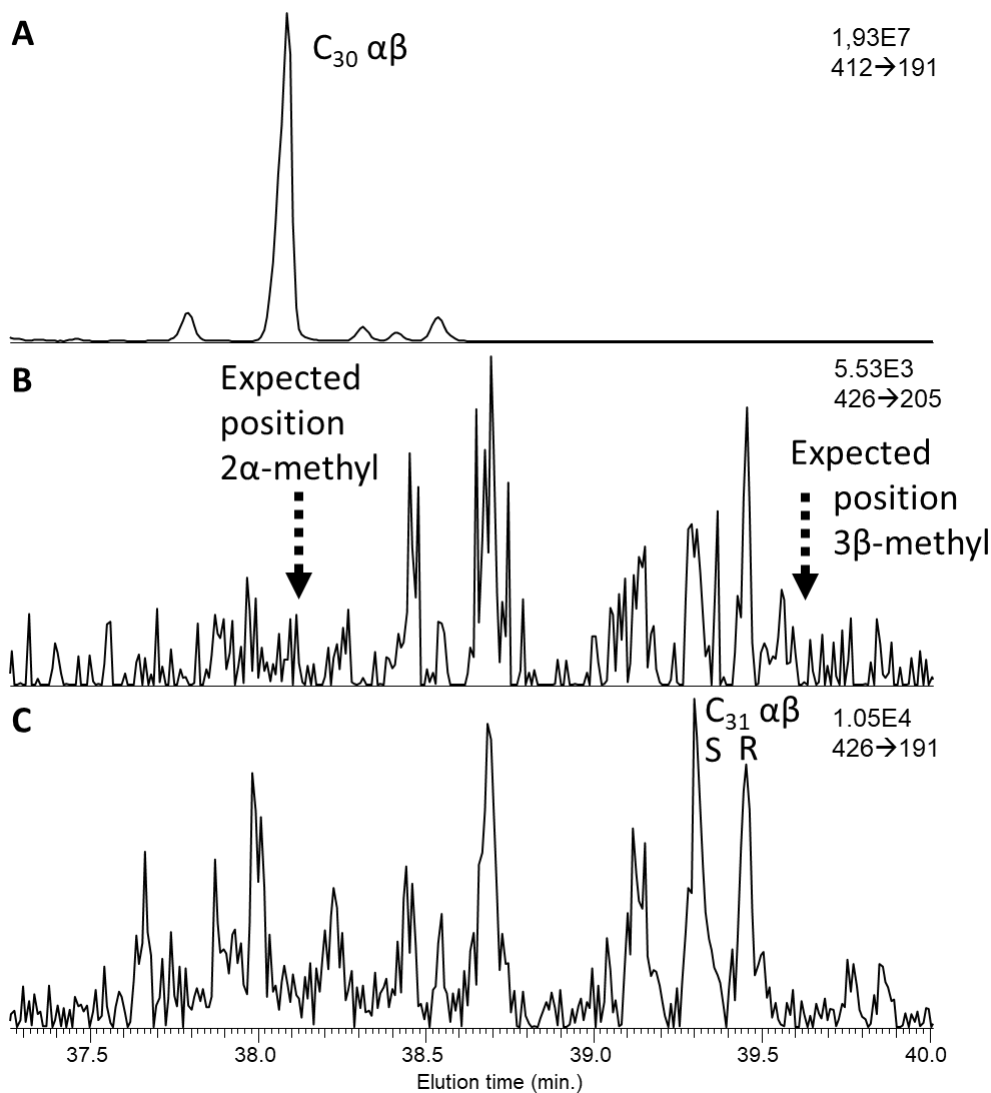 A
C₃₀ αβ
1,93E7
412→191
B
Expected
position
2α-methyl
5.53E3
426→205
Expected
position
3β-methyl
C
C₃₁ αβ
S R
1.05E4
426→191
37.5 38.0 38.5 39.0 39.5 40.0
Elution time (min.)